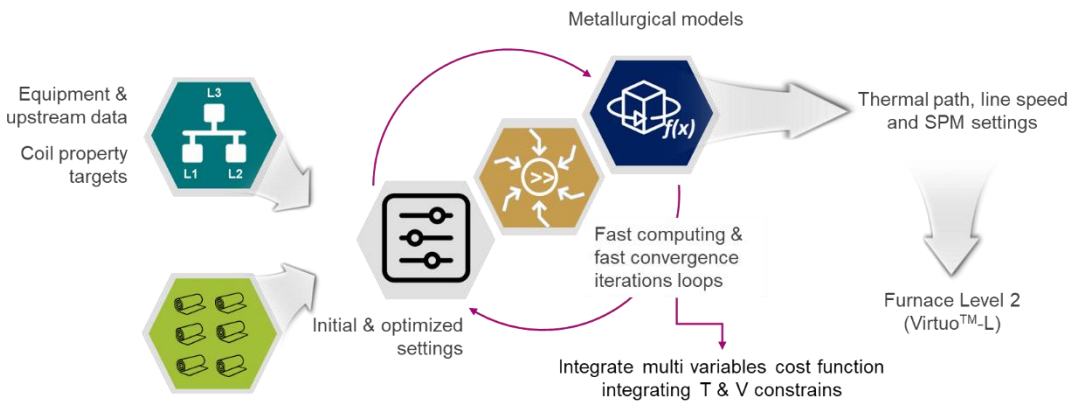 Metallurgical models
Equipment &
upstream data
Coil property
targets
L3
L1 L2
>>
f(x)
Thermal path, line speed
and SPM settings
Fast computing &
fast convergence
iterations loops
Initial & optimized
settings
Furnace Level 2
(Virtuo™-L)
Integrate multi variables cost function
integrating T & V constrains